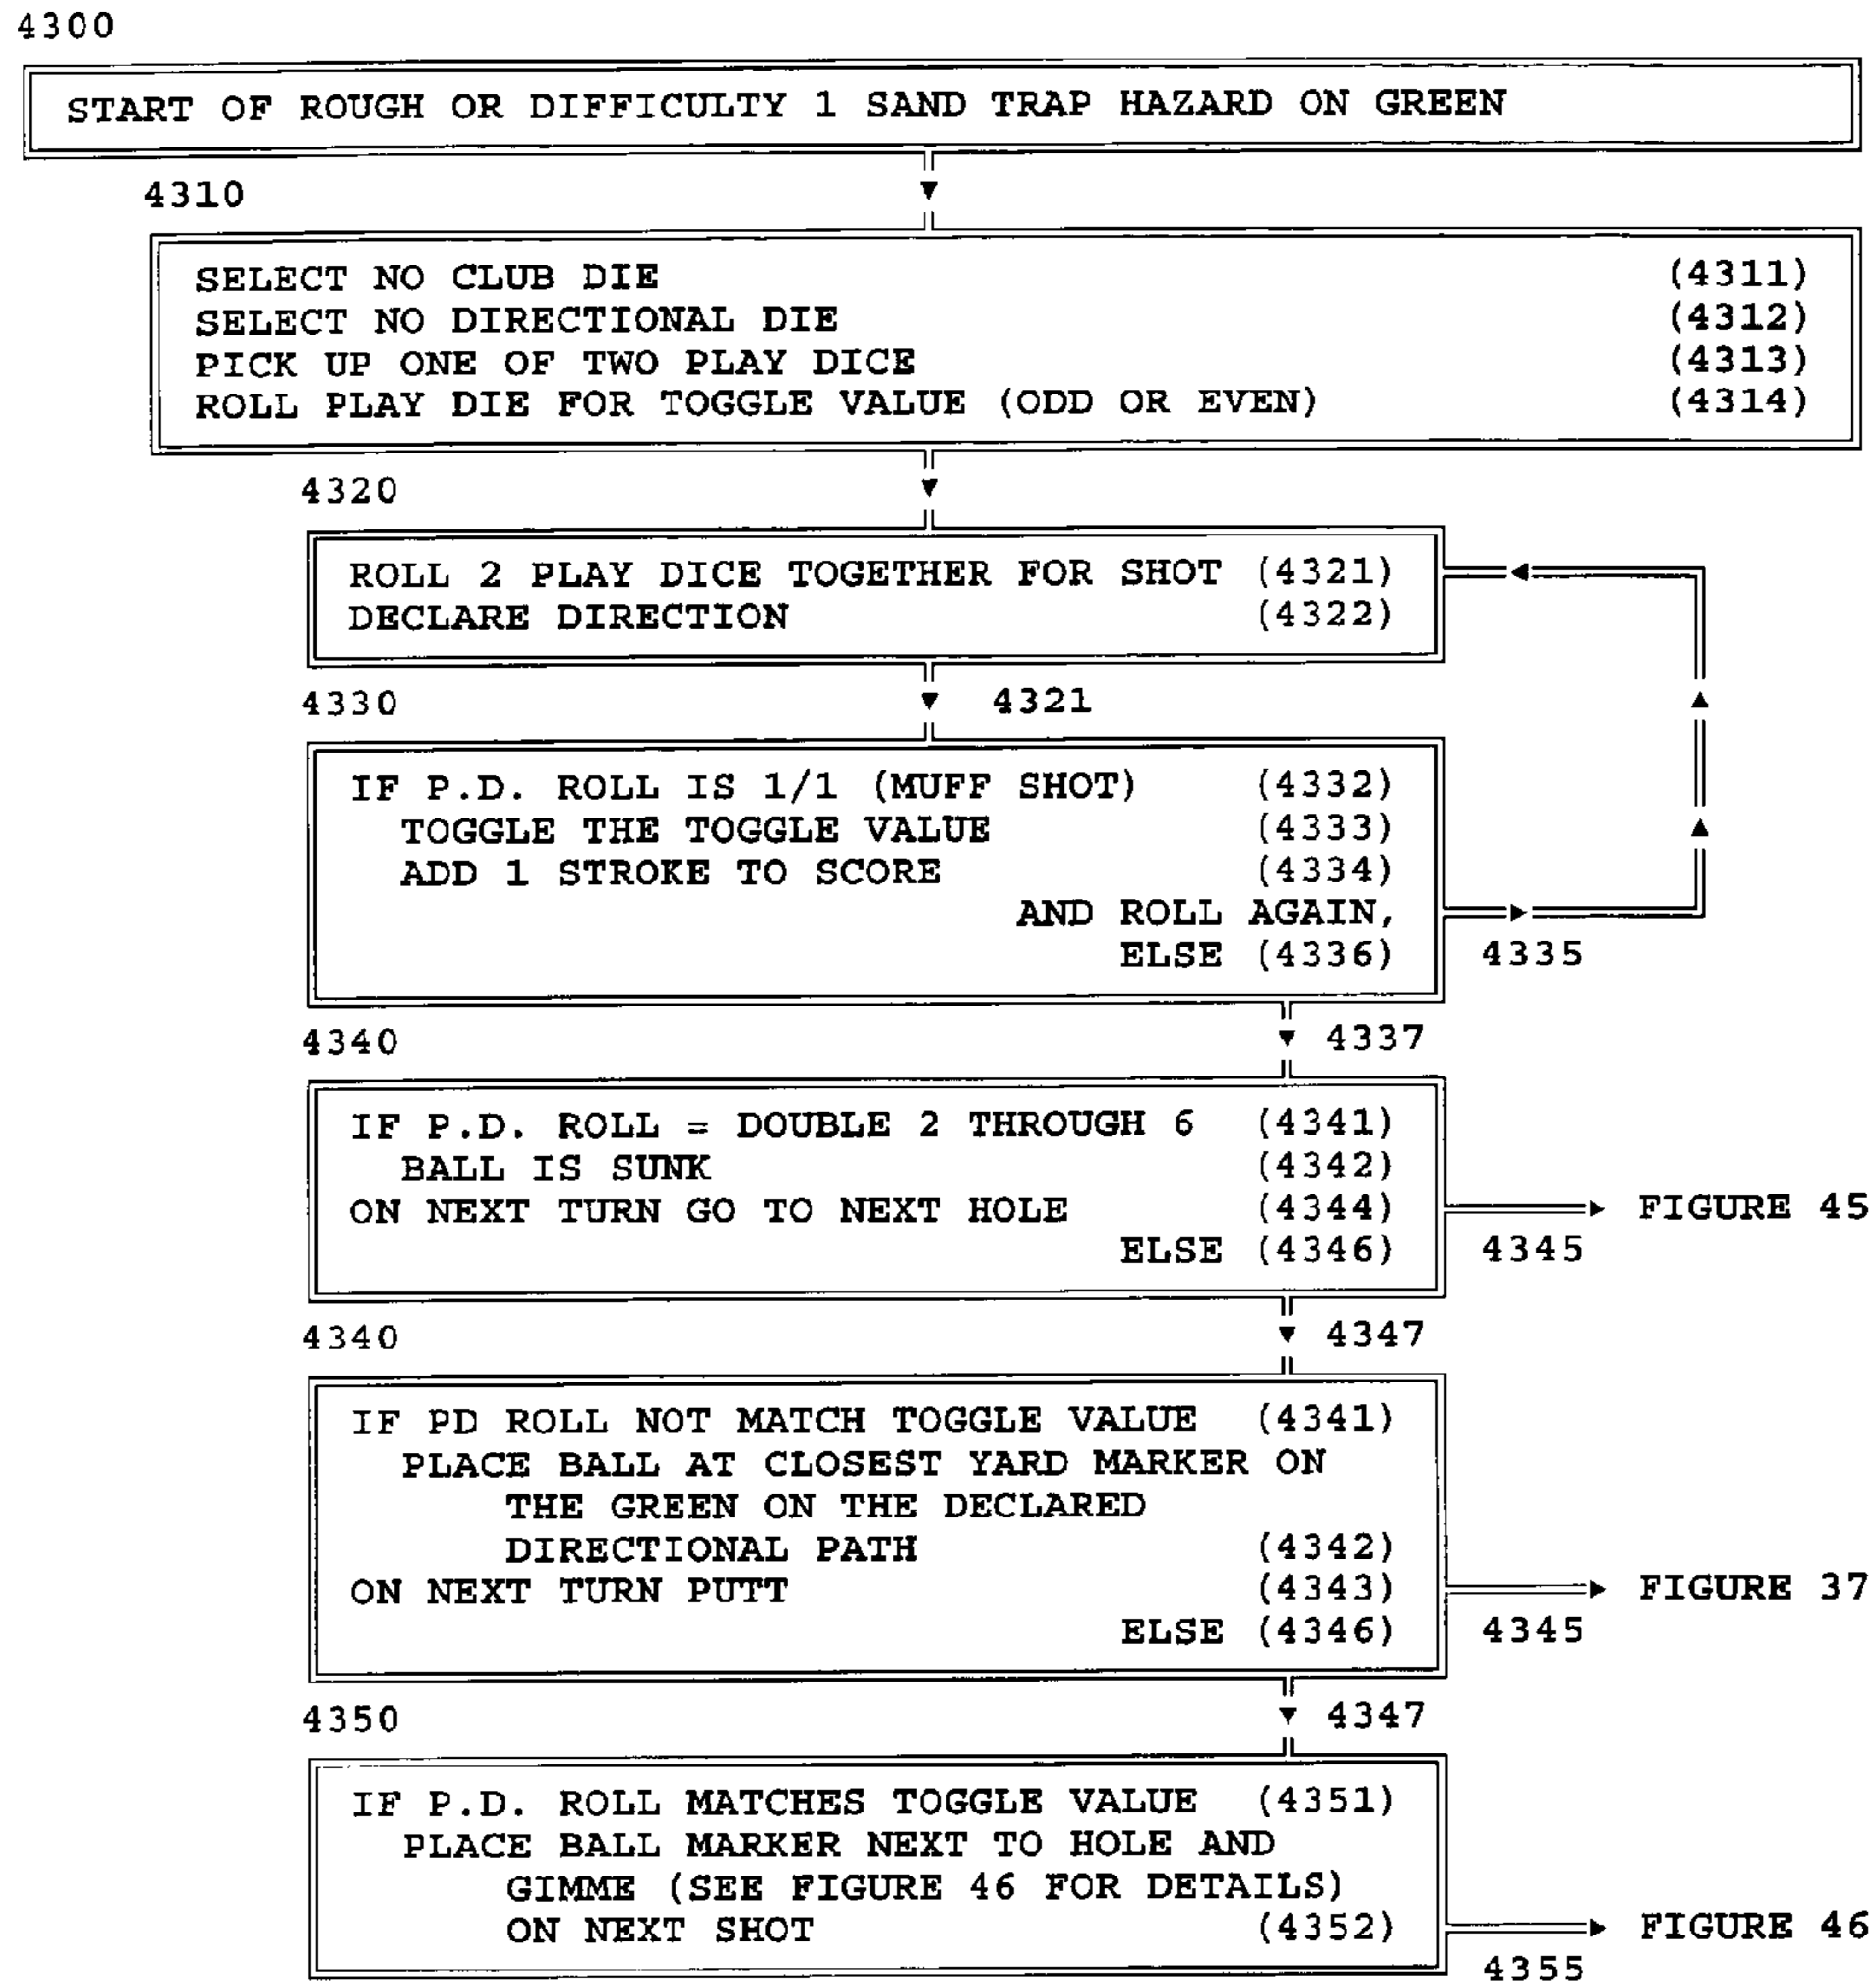 4300
START OF ROUGH OR DIFFICULTY 1 SAND TRAP HAZARD ON GREEN
4310
SELECT NO CLUB DIE (4311)
SELECT NO DIRECTIONAL DIE (4312)
PICK UP ONE OF TWO PLAY DICE (4313)
ROLL PLAY DIE FOR TOGGLE VALUE (ODD OR EVEN) (4314)
4320
ROLL 2 PLAY DICE TOGETHER FOR SHOT (4321)
DECLARE DIRECTION (4322)
4330 4321
IF P.D. ROLL IS 1/1 (MUFF SHOT) (4332)
TOGGLE THE TOGGLE VALUE (4333)
ADD 1 STROKE TO SCORE (4334)
AND ROLL AGAIN,
ELSE (4336) 4335
4340 4337
IF P.D. ROLL = DOUBLE 2 THROUGH 6 (4341)
BALL IS SUNK (4342)
ON NEXT TURN GO TO NEXT HOLE (4344) FIGURE 45
ELSE (4346) 4345
4340 4347
IF PD ROLL NOT MATCH TOGGLE VALUE (4341)
PLACE BALL AT CLOSEST YARD MARKER ON
THE GREEN ON THE DECLARED
DIRECTIONAL PATH (4342)
ON NEXT TURN PUTT (4343) FIGURE 37
ELSE (4346) 4345
4350 4347
IF P.D. ROLL MATCHES TOGGLE VALUE (4351)
PLACE BALL MARKER NEXT TO HOLE AND
GIMME (SEE FIGURE 46 FOR DETAILS)
ON NEXT SHOT (4352) FIGURE 46
4355